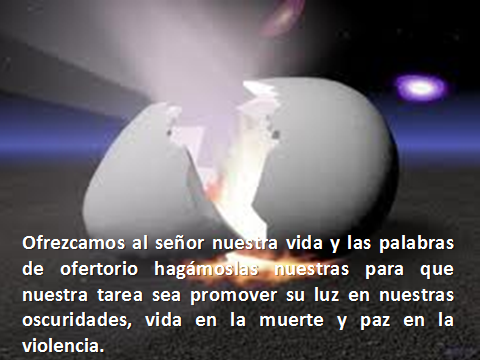 Ofrezcamos al señor nuestra vida y las palabras
de ofertorio hagámoslas nuestras para que
nuestra tarea sea promover su luz en nuestras
oscuridades, vida en la muerte y paz en la
violencia.